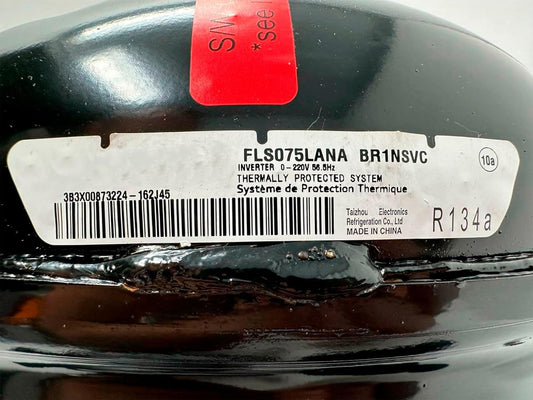 S/W
*see
FLS075LANA BR1NSVC
10a
INVERTER 0-220V 56.5Hz
THERMALLY PROTECTED SYSTEM
Système de Protection Thermique
3B3X00873224-162J45
Taizhou Electronics
Refrigeration Co., Ltd
MADE IN CHINA
R134a